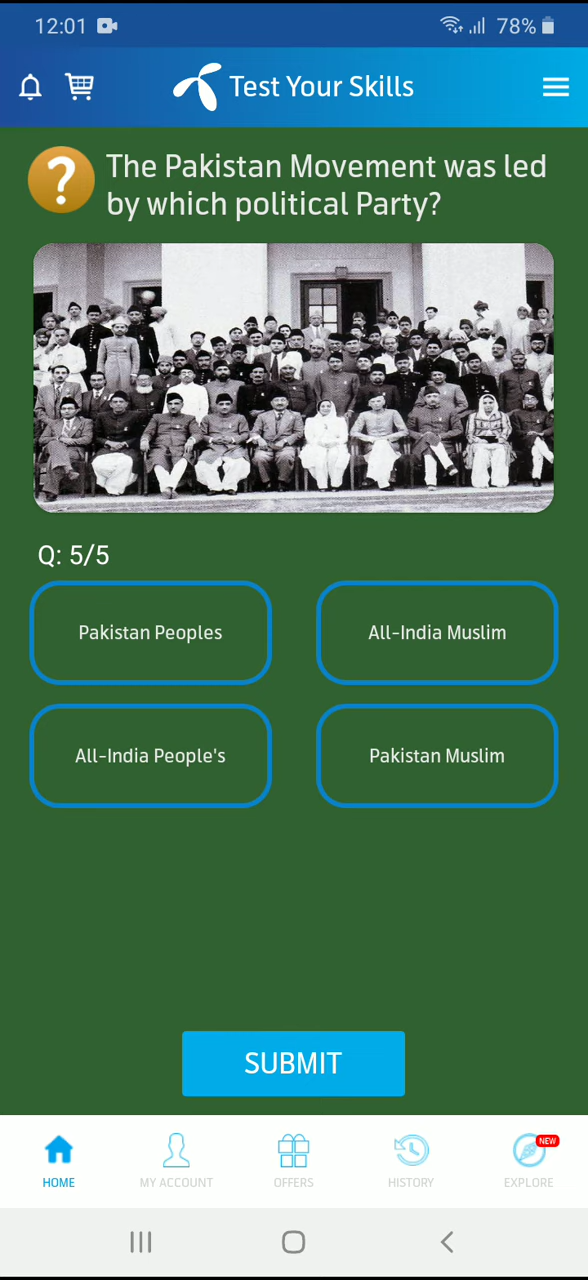 12:01
78%
Test Your Skills
?
The Pakistan Movement was led
by which political Party?
Q: 5/5
Pakistan Peoples
All-India Muslim
All-India People's
Pakistan Muslim
SUBMIT
HOME
MY ACCOUNT
OFFERS
HISTORY
NEW
EXPLORE